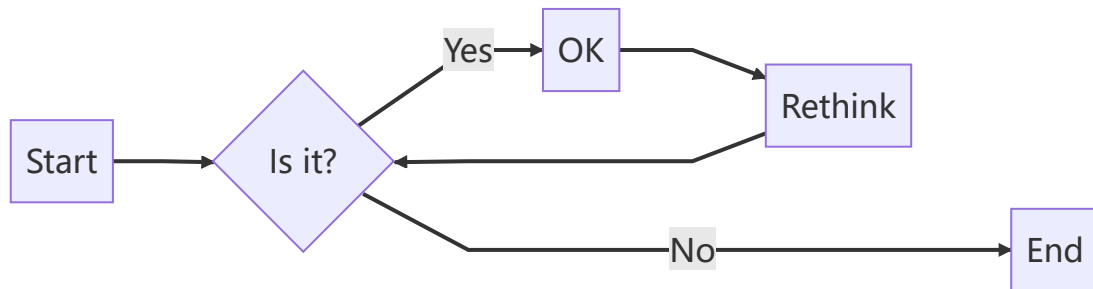 Start
Is it?
Yes
OK
Rethink
No
End